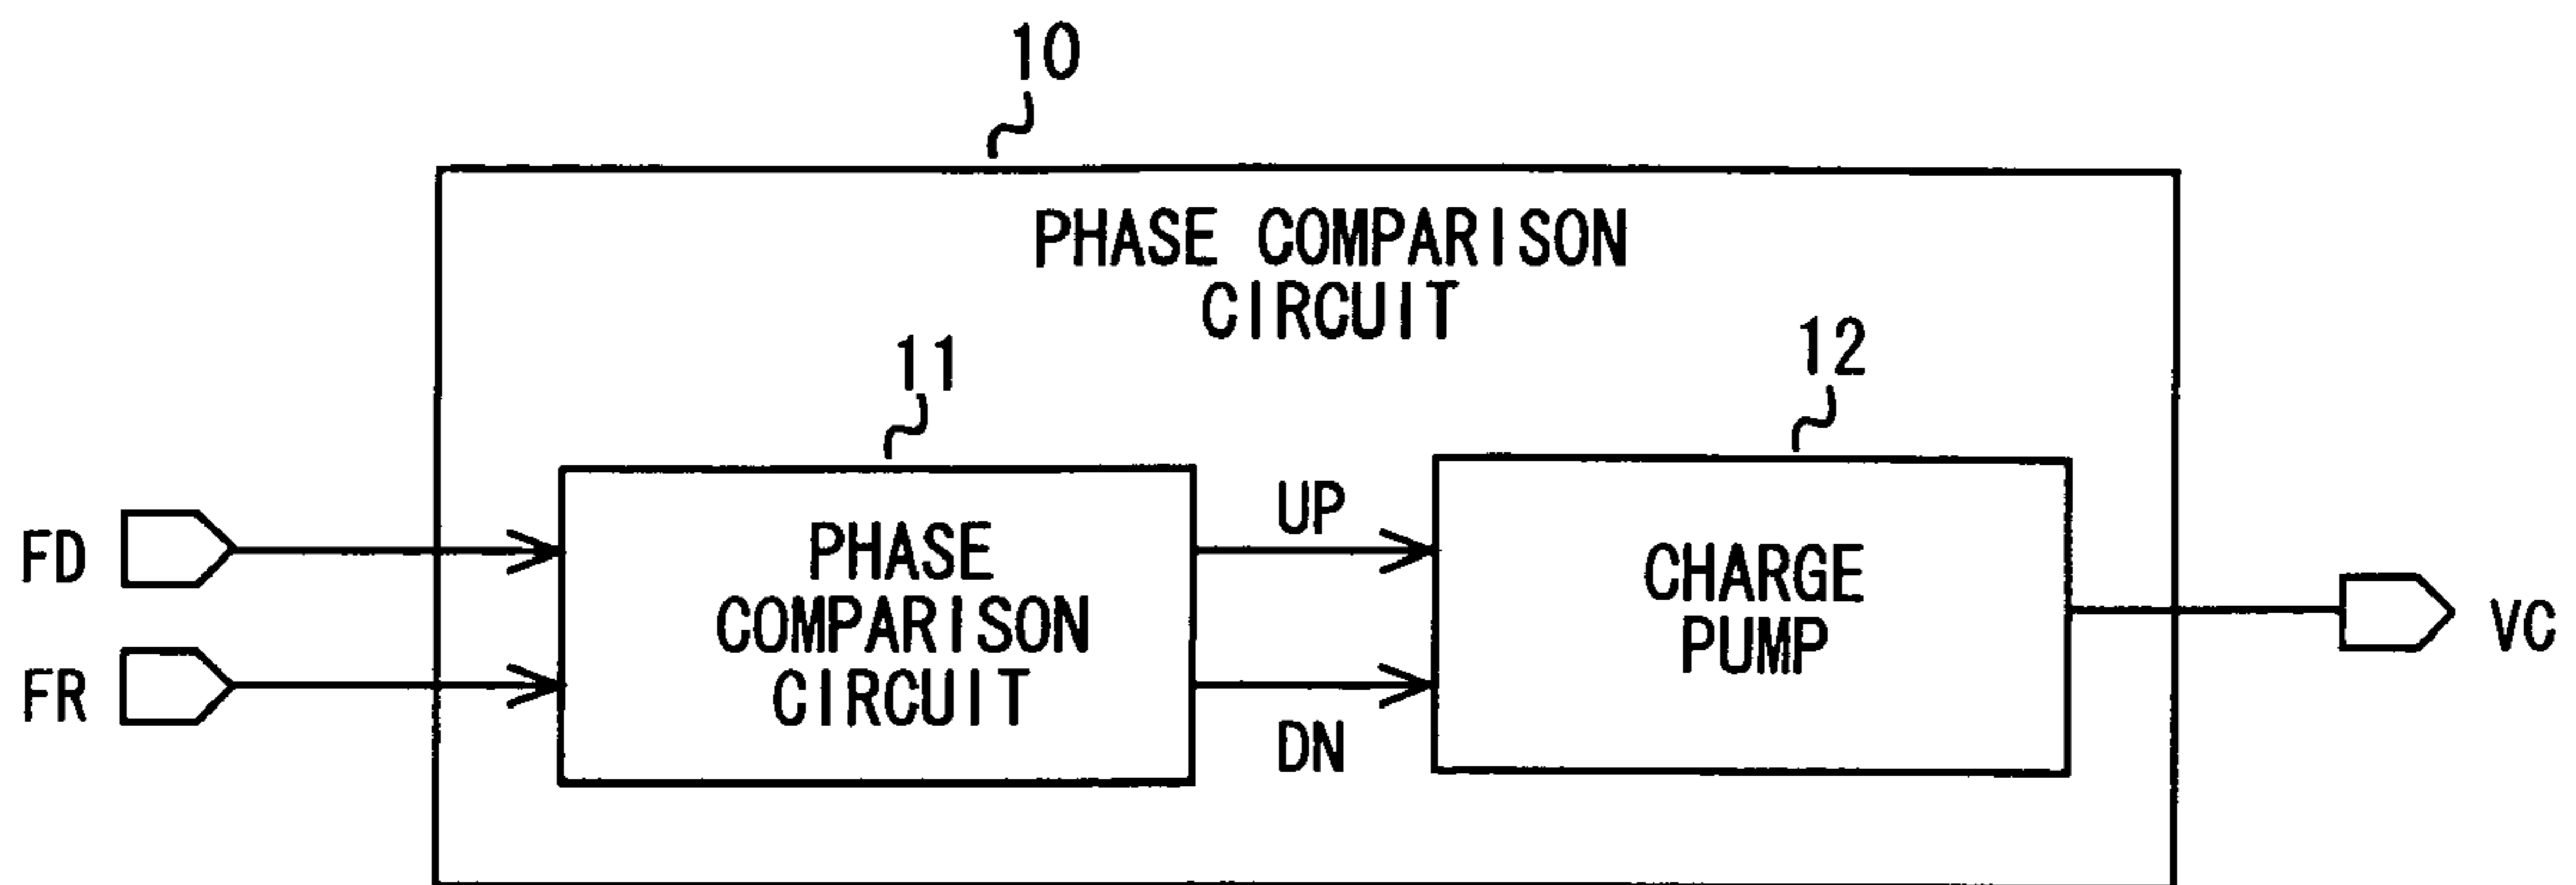 10
PHASE COMPARISON
CIRCUIT
11
12
FD
FR
PHASE
COMPARISON
CIRCUIT
UP
DN
CHARGE
PUMP
VC